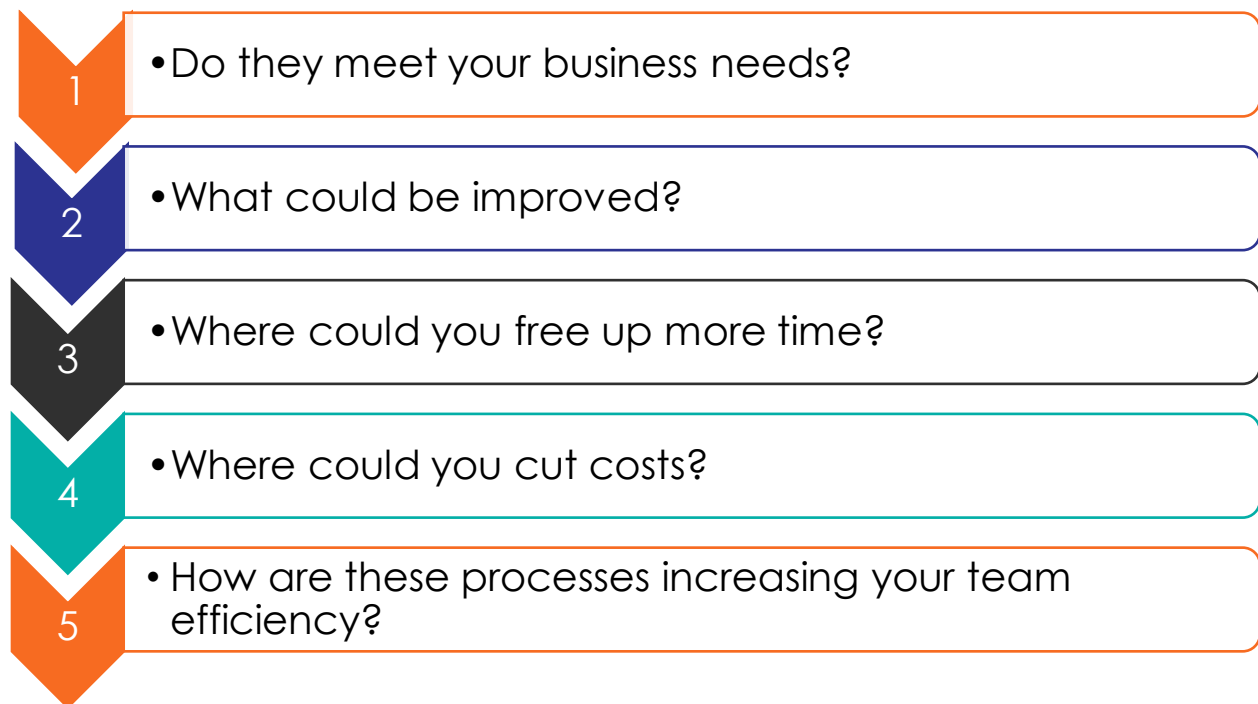 1
•Do they meet your business needs?
2
•What could be improved?
3
•Where could you free up more time?
4
•Where could you cut costs?
5
• How are these processes increasing your team
efficiency?